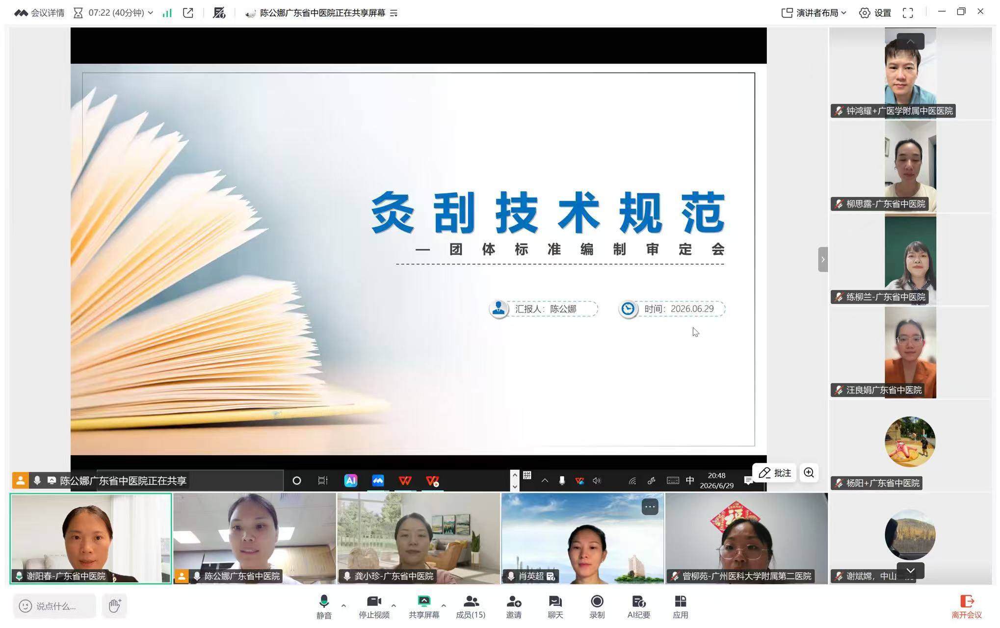 会议详情 07:22 (40分钟) 陈公娜广东省中医院正在共享屏幕 演讲者布局 设置
灸刮技术规范
—团体标准编制审定会
汇报人：陈公娜 时间：2026.06.29
钟鸿耀+广医学附属中医医院
柳思露-广东省中医院
练柳兰-广东省中医院
汪良娟广东省中医院
杨阳+广东省中医院
谢斌嫦，中山
陈公娜广东省中医院正在共享
AI
拼
中
20:48
2026/6/29
批注
福
谢阳春-广东省中医院
陈公娜广东省中医院
龚小珍-广东省中医院
肖英超
曾柳苑-广州医科大学附属第二医院
说点什么...
静音 停止视频 共享屏幕 成员(15) 邀请 聊天 录制 AI纪要 应用 离开会议